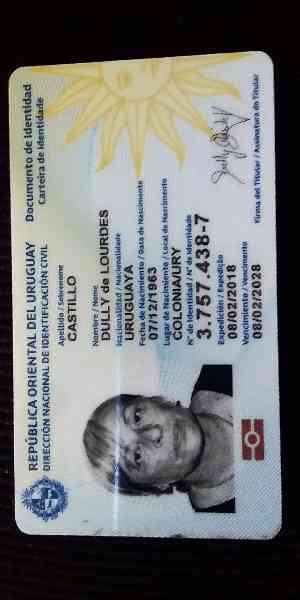 REPÚBLICA ORIENTAL DEL URUGUAY
DIRECCIÓN NACIONAL DE IDENTIFICACIÓN CIVIL
Documento de Identidad
Carteira de Identidade
Apellido / Sobrenome
CASTILLO
Nombre / Nome
DULLY de LOURDES
Nacionalidad / Nacionalidade
URUGUAYA
Fecha de Nacimiento / Data de Nascimento
07/12/1963
Lugar de Nacimiento / Local de Nascimento
COLONIA/URY
N° de Identidad / N° de Identidade
3.757.438-7
Expedición / Expedição
08/02/2018
Vencimiento / Vencimento
08/02/2028
Firma del Titular / Assinatura do Titular